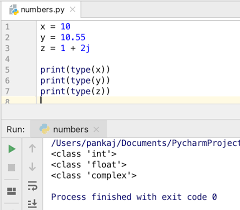 numbers.py
1 x = 10
2 y = 10.55
3 z = 1 + 2j
4
5 print(type(x))
6 print(type(y))
7 print(type(z))
8
Run: numbers
/Users/pankaj/Documents/PycharmProject
<class 'int'>
<class 'float'>
<class 'complex'>
Process finished with exit code 0